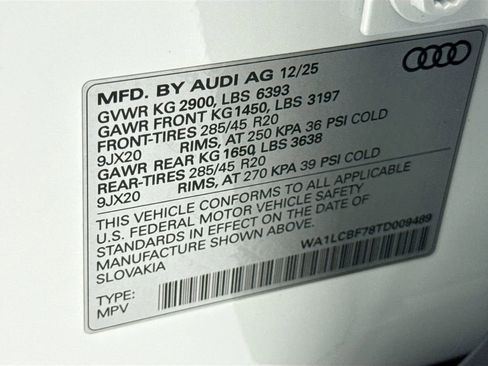 MFD. BY AUDI AG 12/25
GVWR KG 2900, LBS 6393
GAWR FRONT KG1450, LBS 3197
FRONT-TIRES 285/45 R20
9JX20 RIMS, AT 250 KPA 36 PSI COLD
GAWR REAR KG 1650, LBS 3638
REAR-TIRES 285/45 R20
9JX20 RIMS, AT 270 KPA 39 PSI COLD
THIS VEHICLE CONFORMS TO ALL APPLICABLE
U.S. FEDERAL MOTOR VEHICLE SAFETY
STANDARDS IN EFFECT ON THE DATE OF
MANUFACTURE SHOWN ABOVE.
SLOVAKIA
WA1LCBF78TD009489
TYPE:
MPV